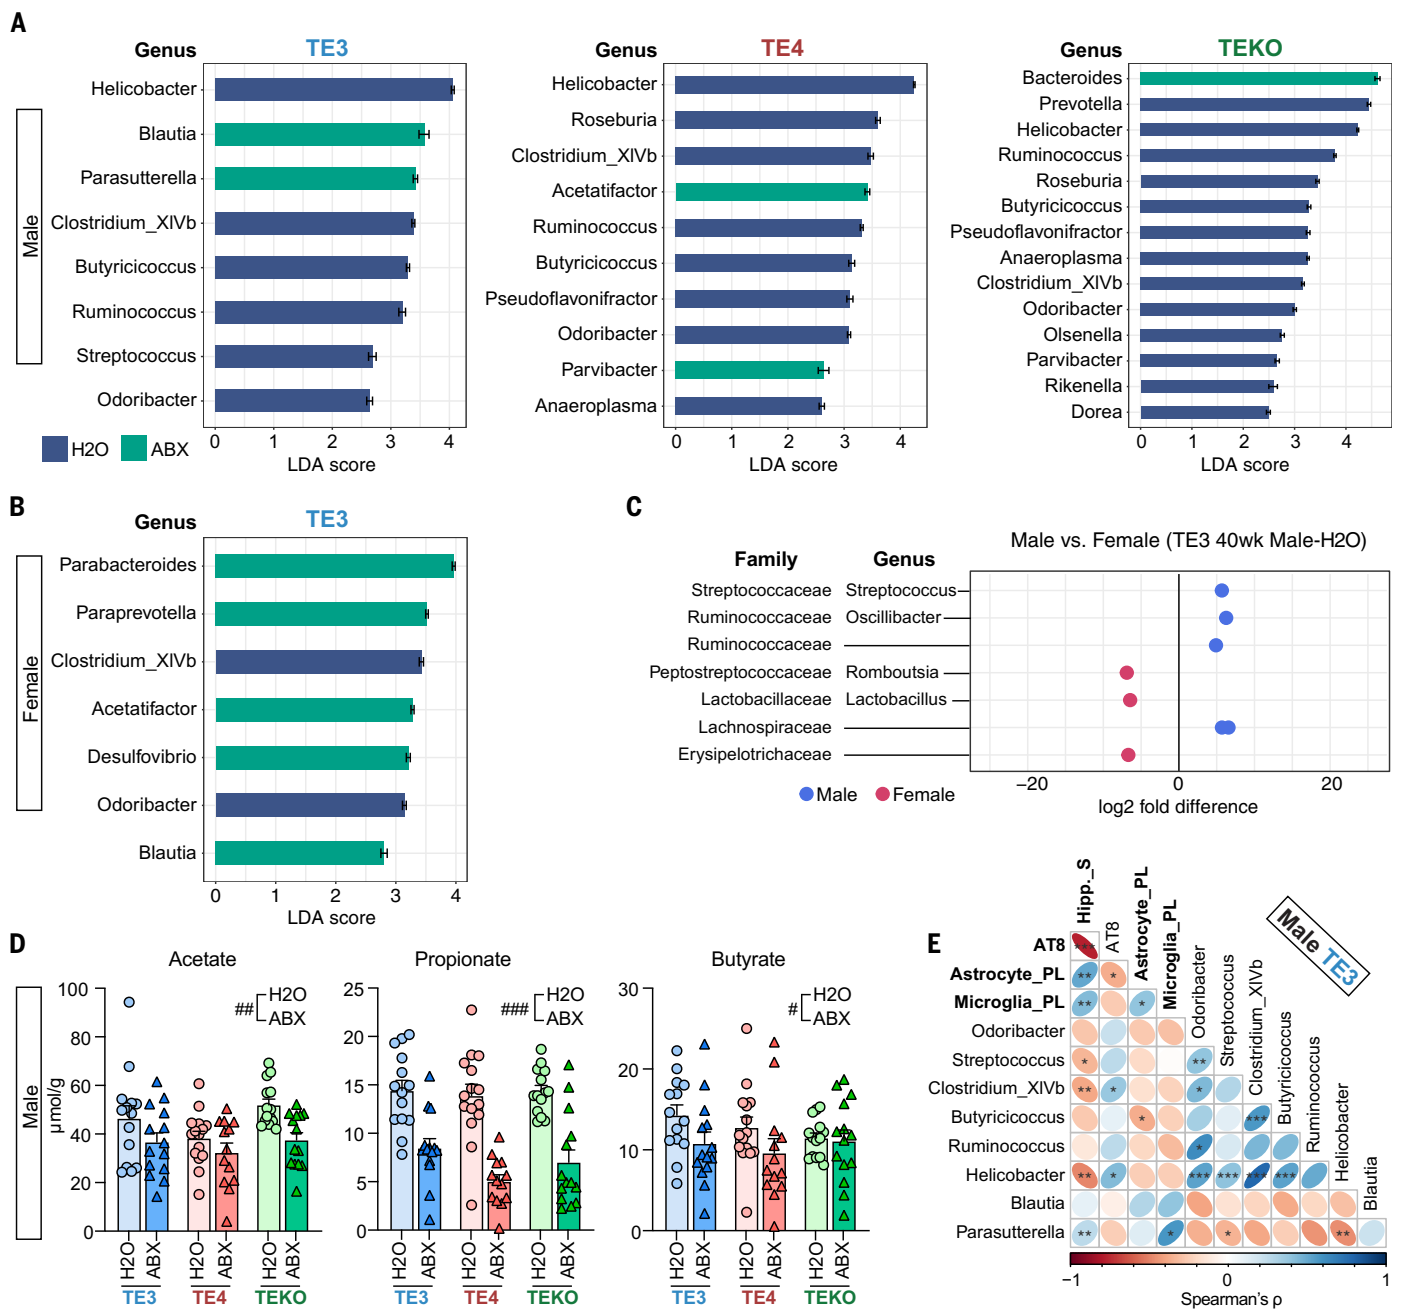 A
Genus TE3
Male
Helicobacter
Blautia
Parasutterella
Clostridium_XIVb
Butyricicoccus
Ruminococcus
Streptococcus
Odoribacter
0 1 2 3 4
LDA score
H2O ABX
Genus TE4
Helicobacter
Roseburia
Clostridium_XIVb
Acetatifactor
Ruminococcus
Butyricicoccus
Pseudoflavonifractor
Odoribacter
Parvibacter
Anaeroplasma
0 1 2 3 4
LDA score
Genus TEKO
Bacteroides
Prevotella
Helicobacter
Ruminococcus
Roseburia
Butyricicoccus
Pseudoflavonifractor
Anaeroplasma
Clostridium_XIVb
Odoribacter
Olsenella
Parvibacter
Rikenella
Dorea
0 1 2 3 4
LDA score
B
Genus TE3
Female
Parabacteroides
Paraprevotella
Clostridium_XIVb
Acetatifactor
Desulfovibrio
Odoribacter
Blautia
0 1 2 3 4
LDA score
C
Male vs. Female (TE3 40wk Male-H2O)
Family Genus
Streptococcaceae Streptococcus
Ruminococcaceae Oscillibacter
Ruminococcaceae
Peptostreptococcaceae Romboutsia
Lactobacillaceae Lactobacillus
Lachnospiraceae
Erysipelotrichaceae
−20 0 20
log2 fold difference
Male Female
D
Male
Acetate
µmol/g
100
80
60
40
20
0
## H2O
ABX
H2O ABX H2O ABX H2O ABX
TE3 TE4 TEKO
Propionate
25
20
15
10
5
0
### H2O
ABX
H2O ABX H2O ABX H2O ABX
TE3 TE4 TEKO
Butyrate
30
20
10
0
# H2O
ABX
H2O ABX H2O ABX H2O ABX
TE3 TE4 TEKO
E
Male TE3
Hipp._S
AT8
Astrocyte_PL
Microglia_PL
Odoribacter
Streptococcus
Clostridium_XIVb
Butyricicoccus
Ruminococcus
Helicobacter
Blautia
AT8 ***
Astrocyte_PL ** *
Microglia_PL ** *
Odoribacter
Streptococcus * **
Clostridium_XIVb ** * *
Butyricicoccus * ***
Ruminococcus *
Helicobacter ** * *** *** *** ***
Blautia
Parasutterella ** * * **
−1 0 1
Spearman's ρ